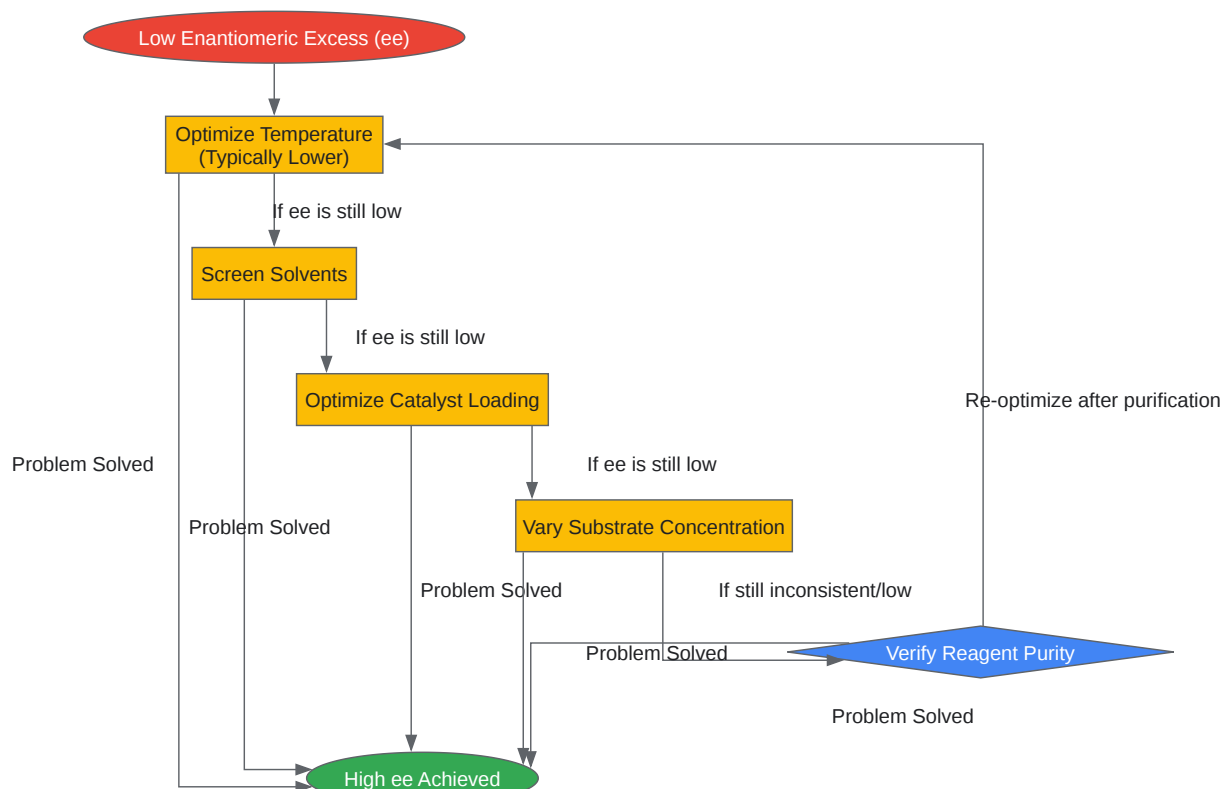 Low Enantiomeric Excess (ee)
Optimize Temperature
(Typically Lower)
If ee is still low
Screen Solvents
If ee is still low
Optimize Catalyst Loading
Re-optimize after purification
Problem Solved
If ee is still low
Problem Solved
Vary Substrate Concentration
Problem Solved
If still inconsistent/low
Problem Solved
Verify Reagent Purity
Problem Solved
High ee Achieved